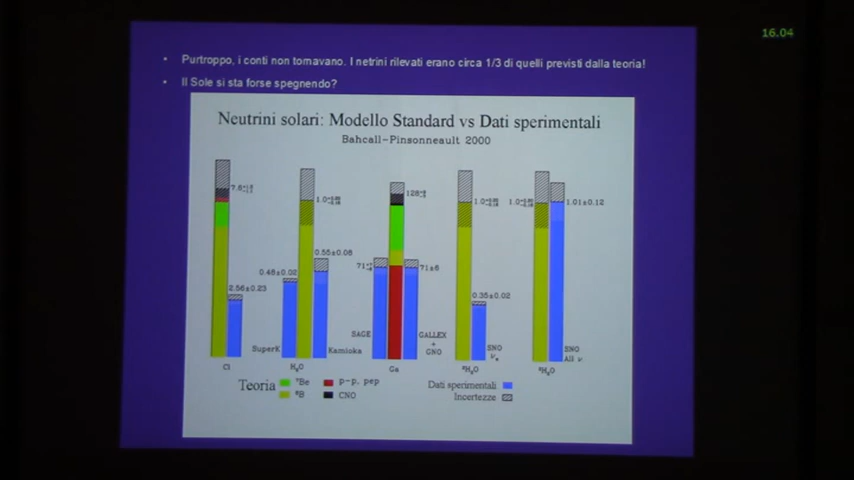 16.04
• Purtroppo, i conti non tornavano. I netrini rilevati erano circa 1/3 di quelli previsti dalla teoria!
• Il Sole si sta forse spegnendo?
Neutrini solari: Modello Standard vs Dati sperimentali
Bahcall-Pinsonneault 2000
2.56±0.23
0.48±0.02
0.55±0.08
71±6
0.35±0.02
1.01±0.12
SuperK
Kamioka
SAGE
GALLEX
+
GNO
SNO
νe
SNO
All ν
Cl
H₂O
Ga
²H₂O
²H₂O
Teoria
⁷Be
p-p, pep
⁸B
CNO
Dati sperimentali
Incertezze